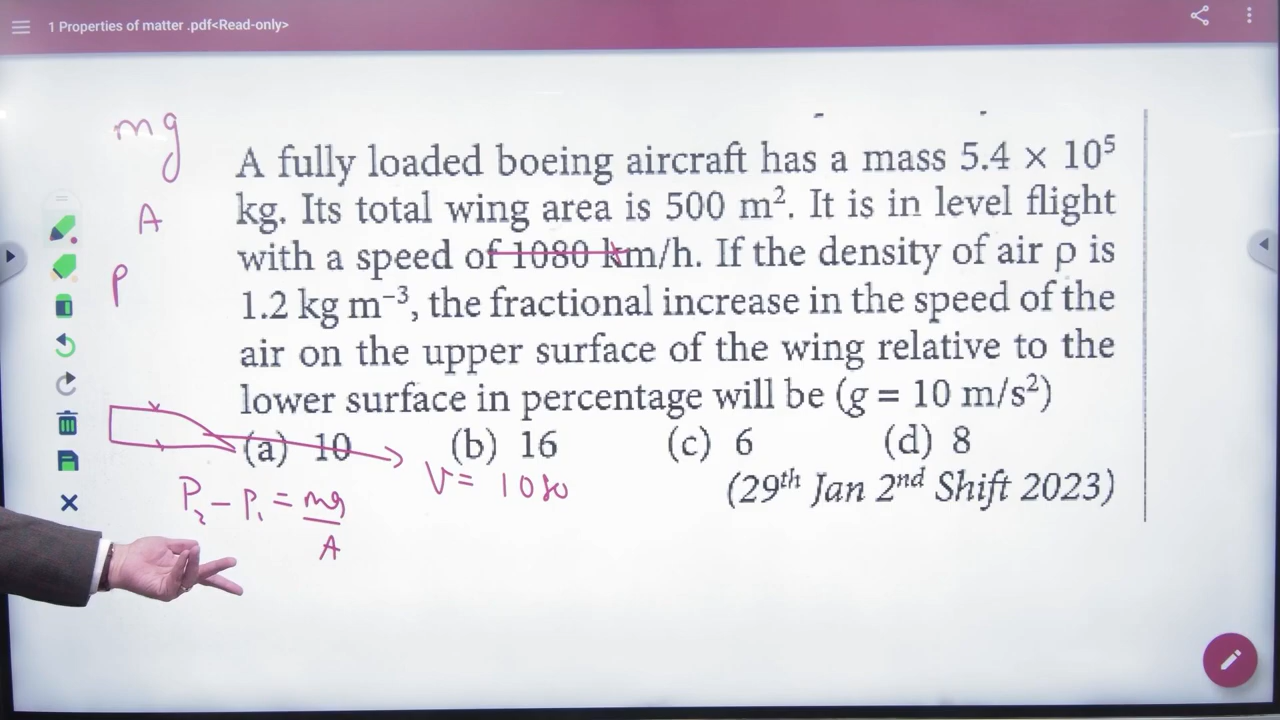 1 Properties of matter .pdf<Read-only>
mg
A
ρ
A fully loaded boeing aircraft has a mass 5.4 × 10⁵
kg. Its total wing area is 500 m². It is in level flight
with a speed of 1080 km/h. If the density of air ρ is
1.2 kg m⁻³, the fractional increase in the speed of the
air on the upper surface of the wing relative to the
lower surface in percentage will be (g = 10 m/s²)
(a) 10 (b) 16 (c) 6 (d) 8
V = 1080
(29ᵗʰ Jan 2ⁿᵈ Shift 2023)
P₂ - P₁ = mg
A